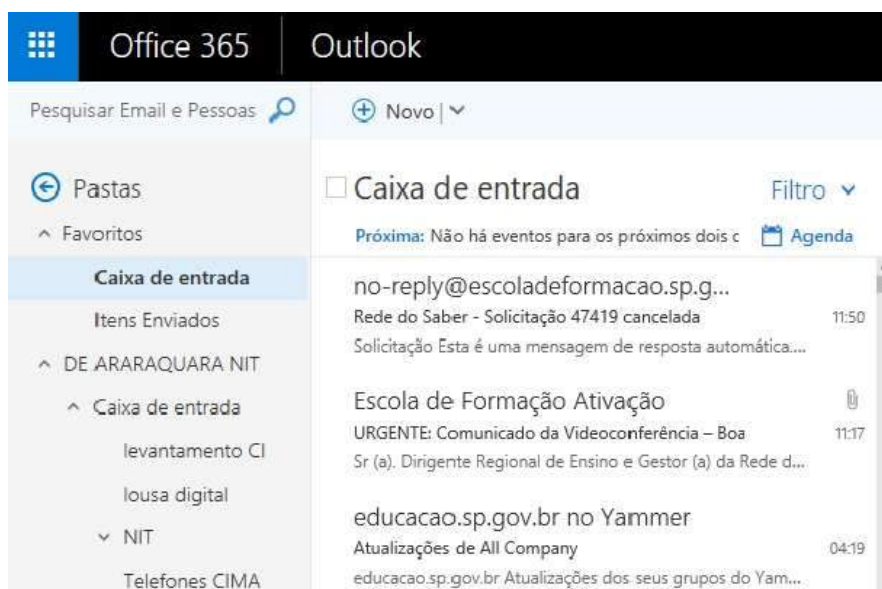 Office 365 Outlook
Pesquisar Email e Pessoas
Novo
Pastas
Favoritos
Caixa de entrada
Itens Enviados
DE ARARAQUARA NIT
Caixa de entrada
levantamento CI
lousa digital
NIT
Telefones CIMA
Caixa de entrada Filtro
Próxima: Não há eventos para os próximos dois c Agenda
no-reply@escoladeformacao.sp.g...
Rede do Saber - Solicitação 47419 cancelada 11:50
Solicitação Esta é uma mensagem de resposta automática....
Escola de Formação Ativação
URGENTE: Comunicado da Videoconferência – Boa 11:17
Sr (a). Dirigente Regional de Ensino e Gestor (a) da Rede d...
educacao.sp.gov.br no Yammer
Atualizações de All Company 04:19
educacao.sp.gov.br Atualizações dos seus grupos do Yam...